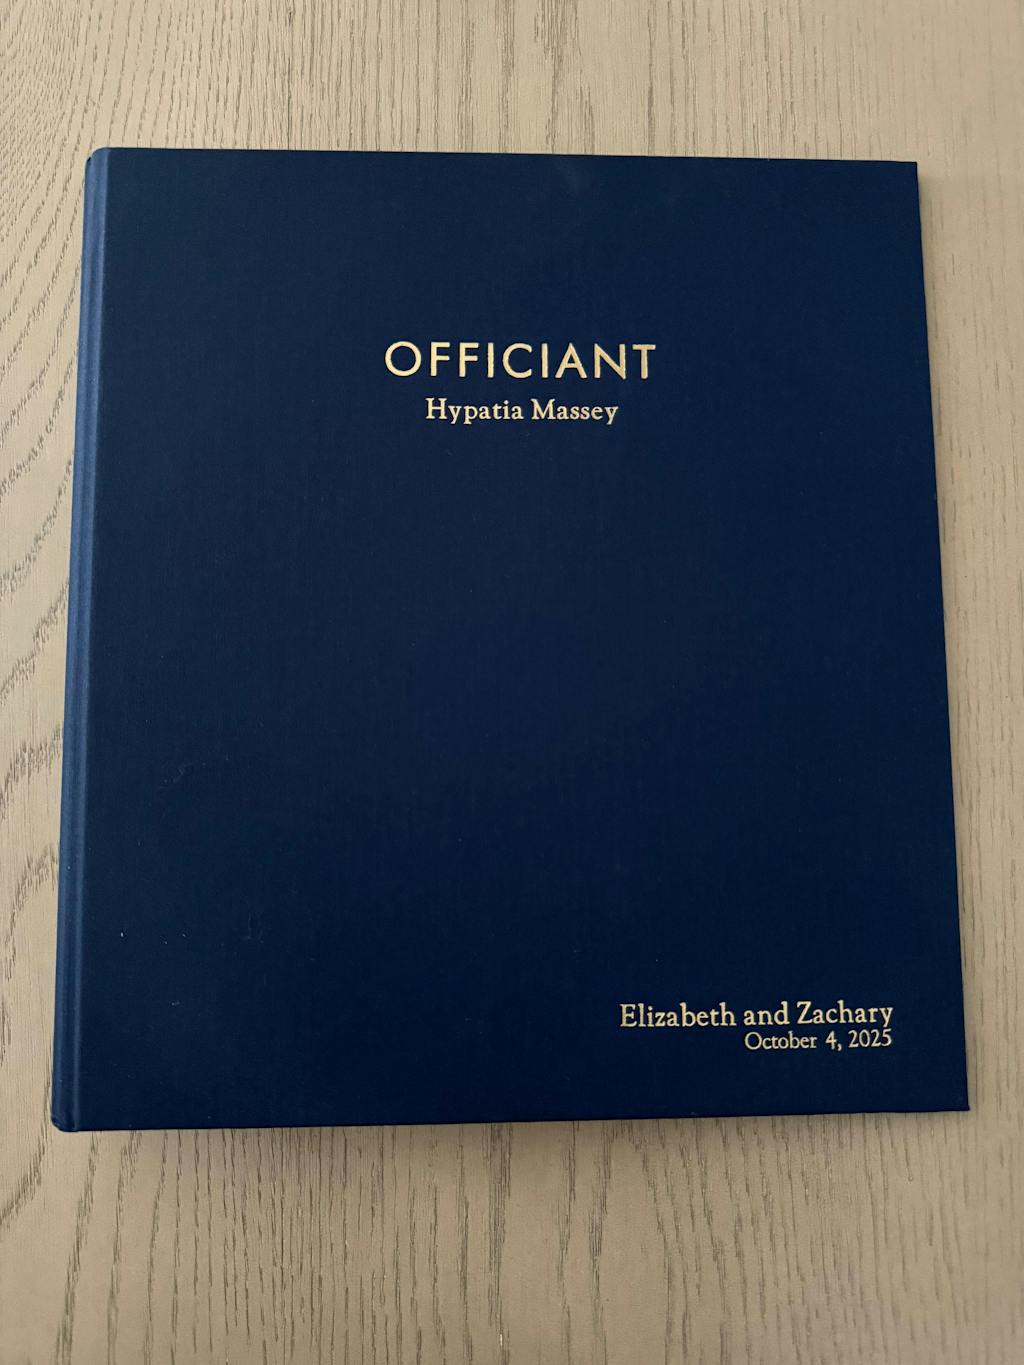 OFFICIANT
Hypatia Massey
Elizabeth and Zachary
October 4, 2025